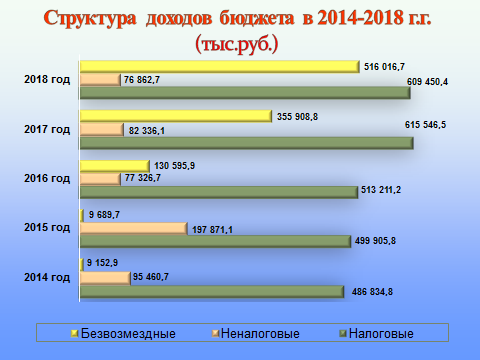 Структура доходов бюджета в 2014-2018 г.г.
(тыс.руб.)
516 016,7
2018 год
76 862,7
609 450,4
355 908,8
2017 год
82 336,1
615 546,5
130 595,9
2016 год
77 326,7
513 211,2
9 689,7
2015 год
197 871,1
499 905,8
9 152,9
2014 год
95 460,7
486 834,8
Безвозмездные Неналоговые Налоговые